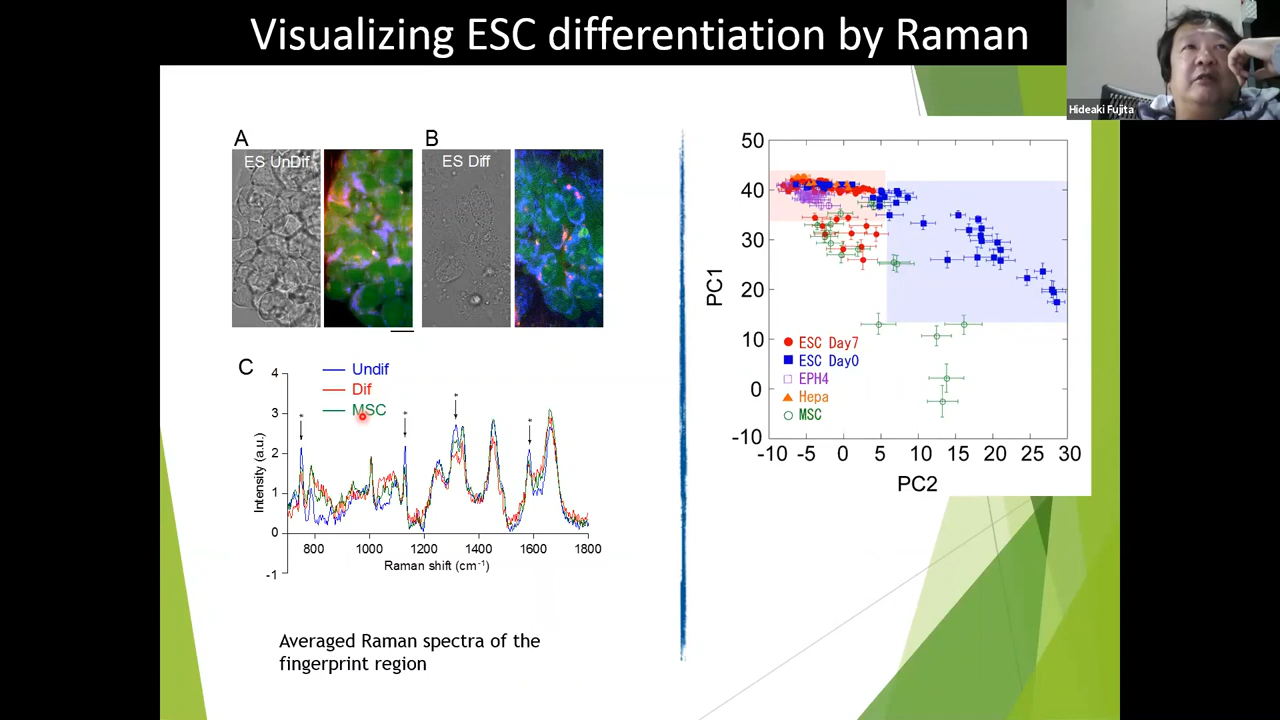 Visualizing ESC differentiation by Raman
Hideaki Fujita
A
ES UnDif
B
ES Diff
C
Undif
Dif
MSC
4
3
2
1
0
-1
Intensity (a.u.)
* * * *
800 1000 1200 1400 1600 1800
Raman shift (cm⁻¹)
Averaged Raman spectra of the
fingerprint region
50
40
30
20
10
0
-10
PC1
ESC Day7
ESC Day0
EPH4
Hepa
MSC
-10 -5 0 5 10 15 20 25 30
PC2